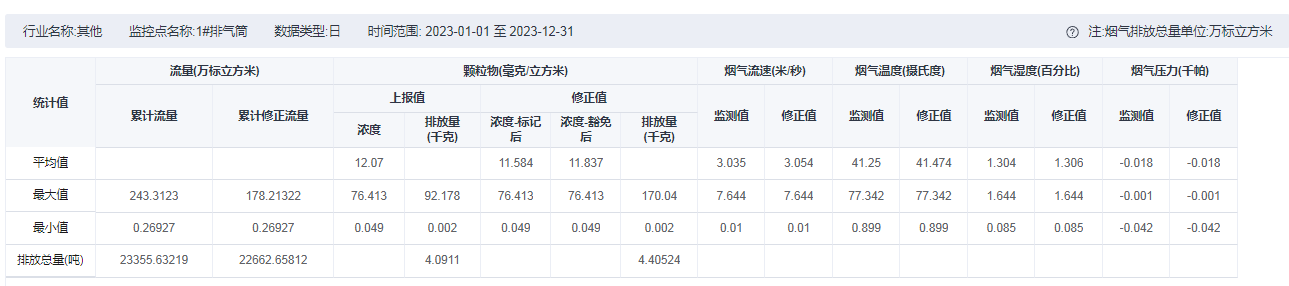 行业名称:其他 监控点名称:1#排气筒 数据类型:日 时间范围: 2023-01-01 至 2023-12-31 注:烟气排放总量单位:万标立方米
统计值 流量(万标立方米) 颗粒物(毫克/立方米) 烟气流速(米/秒) 烟气温度(摄氏度) 烟气湿度(百分比) 烟气压力(千帕)
累计流量 累计修正流量 上报值 修正值 监测值 修正值 监测值 修正值 监测值 修正值 监测值 修正值
浓度 排放量(千克) 浓度-标记后 浓度-豁免后 排放量(千克)
平均值 12.07 11.584 11.837 3.035 3.054 41.25 41.474 1.304 1.306 -0.018 -0.018
最大值 243.3123 178.21322 76.413 92.178 76.413 76.413 170.04 7.644 7.644 77.342 77.342 1.644 1.644 -0.001 -0.001
最小值 0.26927 0.26927 0.049 0.002 0.049 0.049 0.002 0.01 0.01 0.899 0.899 0.085 0.085 -0.042 -0.042
排放总量(吨) 23355.63219 22662.65812 4.0911 4.40524